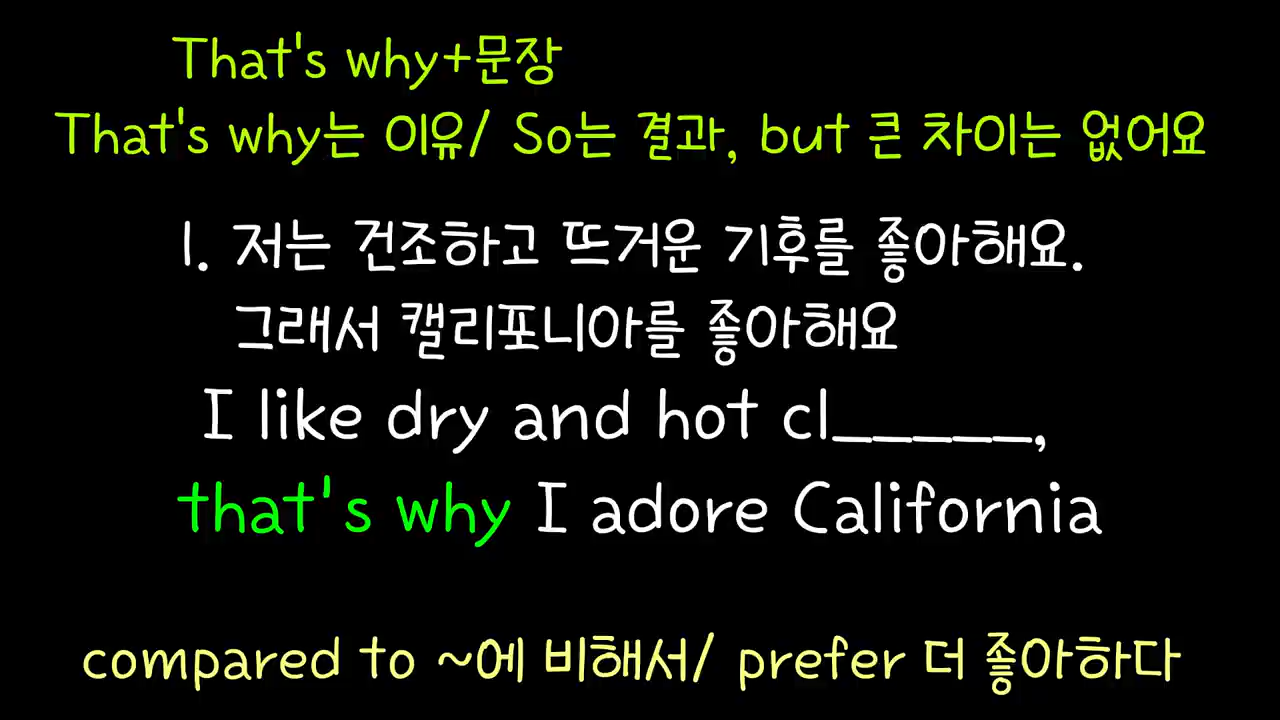 That's why+문장
That's why는 이유/ So는 결과, but 큰 차이는 없어요
1. 저는 건조하고 뜨거운 기후를 좋아해요.
그래서 캘리포니아를 좋아해요
I like dry and hot cl_____,
that's why I adore California
compared to ~에 비해서/ prefer 더 좋아하다